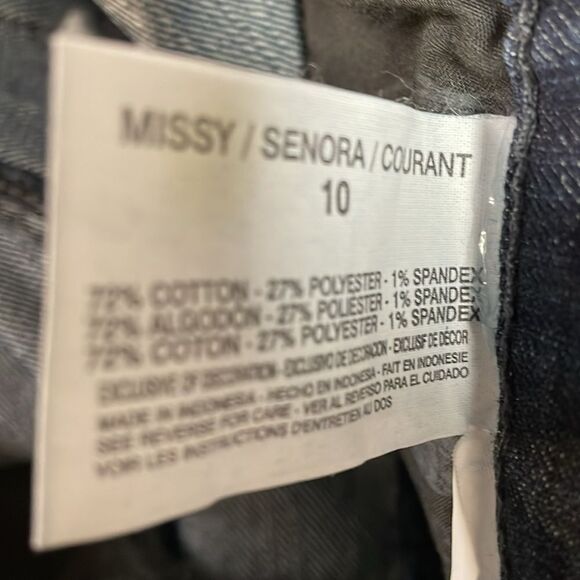 MISSY / SENORA / COURANT
10
72% COTTON - 27% POLYESTER - 1% SPANDEX
72% ALGODÓN - 27% POLIESTER - 1% SPANDEX
72% COTON - 27% POLYESTER - 1% SPANDEX
EXCLUSIVE OF DECORATION - EXCLUSIVO DE DECORACION - EXCLUSIF DE DÉCOR
MADE IN INDONESIA - HECHO EN INDONESIA - FAIT EN INDONESIE
SEE REVERSE FOR CARE - VER AL REVERSO PARA EL CUIDADO
VOIR LES INSTRUCTIONS D'ENTRETIEN AU DOS